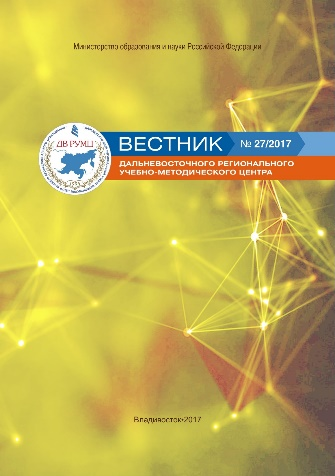 Министерство образования и науки Российской Федерации
ДВ РУМЦ
ВЕСТНИК
№ 27/2017
ДАЛЬНЕВОСТОЧНОГО РЕГИОНАЛЬНОГО
УЧЕБНО-МЕТОДИЧЕСКОГО ЦЕНТРА
Владивосток/2017